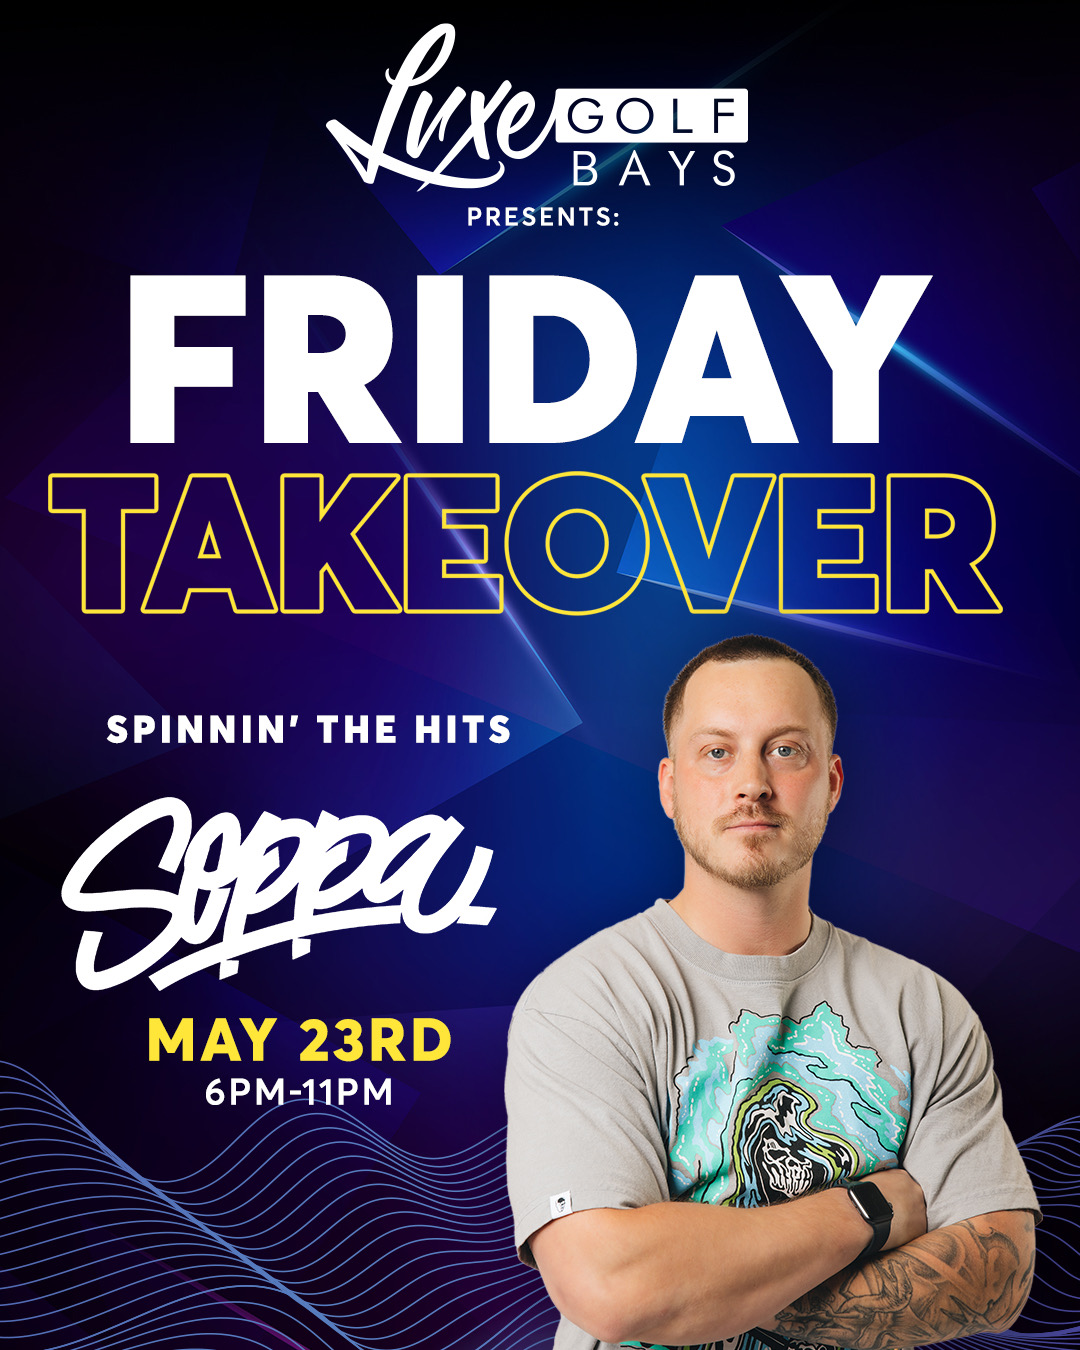 Luxe GOLF
BAYS
PRESENTS:
FRIDAY
TAKEOVER
SPINNIN' THE HITS
Soppa
MAY 23RD
6PM-11PM